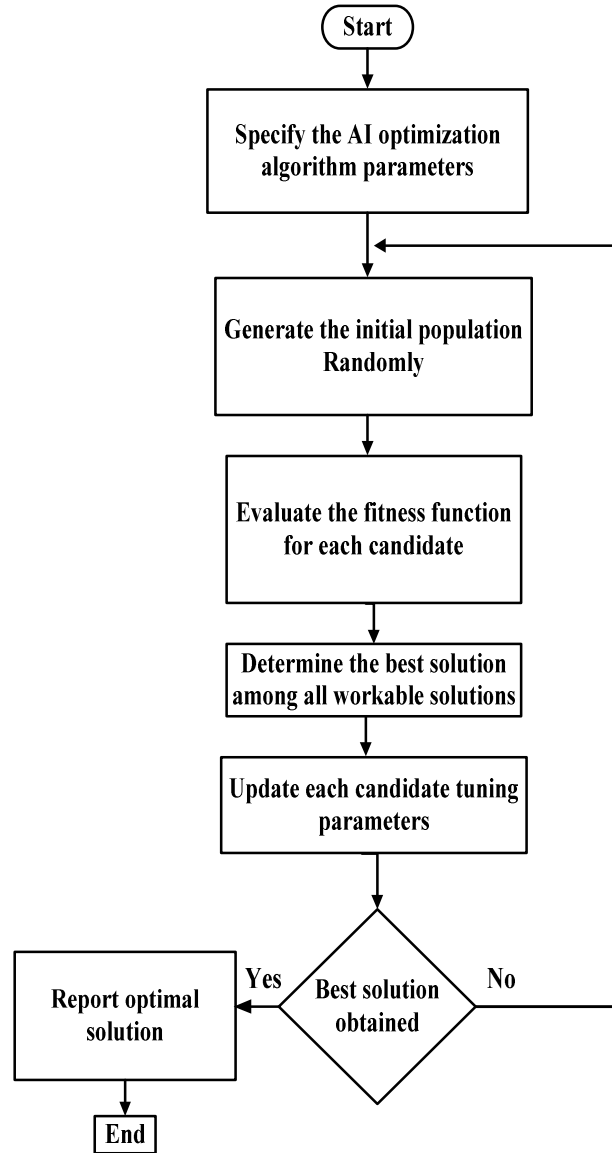 Start
Specify the AI optimization
algorithm parameters
Generate the initial population
Randomly
Evaluate the fitness function
for each candidate
Determine the best solution
among all workable solutions
Update each candidate tuning
parameters
Best solution
obtained
Yes
No
Report optimal
solution
End